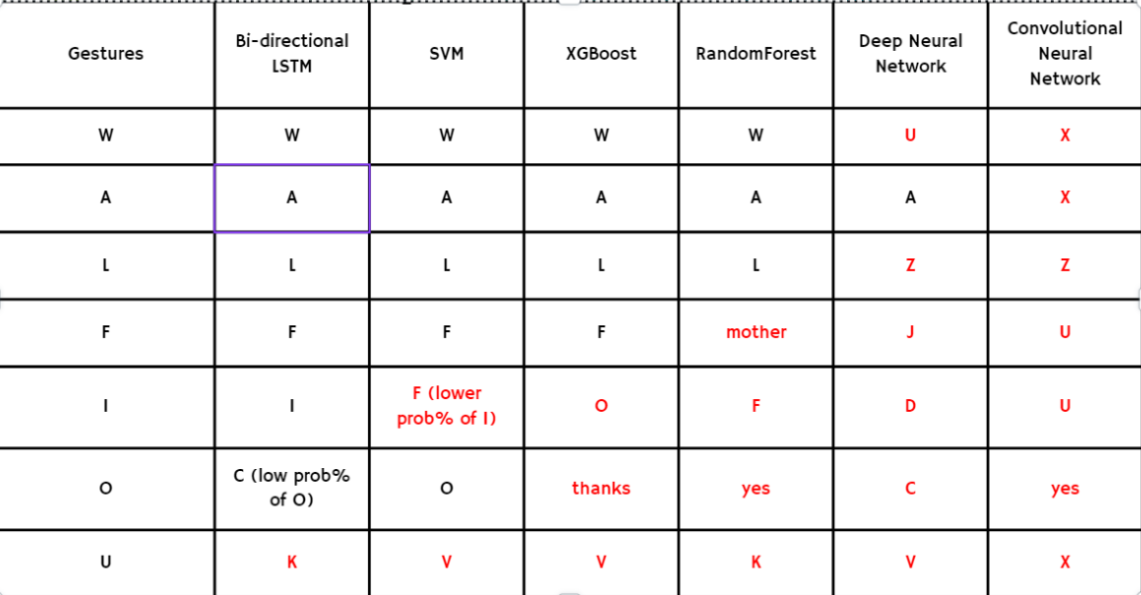 Gestures
Bi-directional
LSTM
SVM
XGBoost
RandomForest
Deep Neural
Network
Convolutional
Neural
Network
W
W
W
W
W
U
X
A
A
A
A
A
A
X
L
L
L
L
L
Z
Z
F
F
F
F
mother
J
U
I
I
F (lower
prob% of I)
O
F
D
U
O
C (low prob%
of O)
O
thanks
yes
C
yes
U
K
V
V
K
V
X